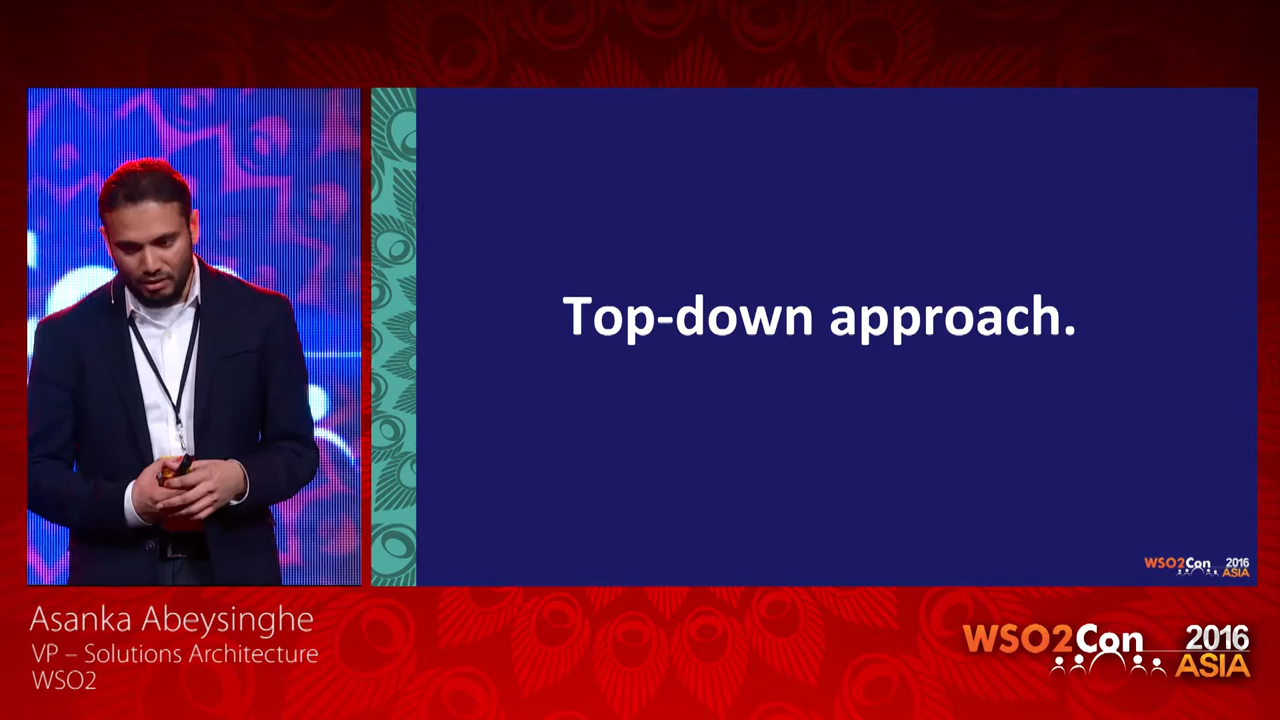 Top-down approach.
WSO2Con 2016
ASIA
Asanka Abeysinghe
VP – Solutions Architecture
WSO2
WSO2Con 2016
ASIA